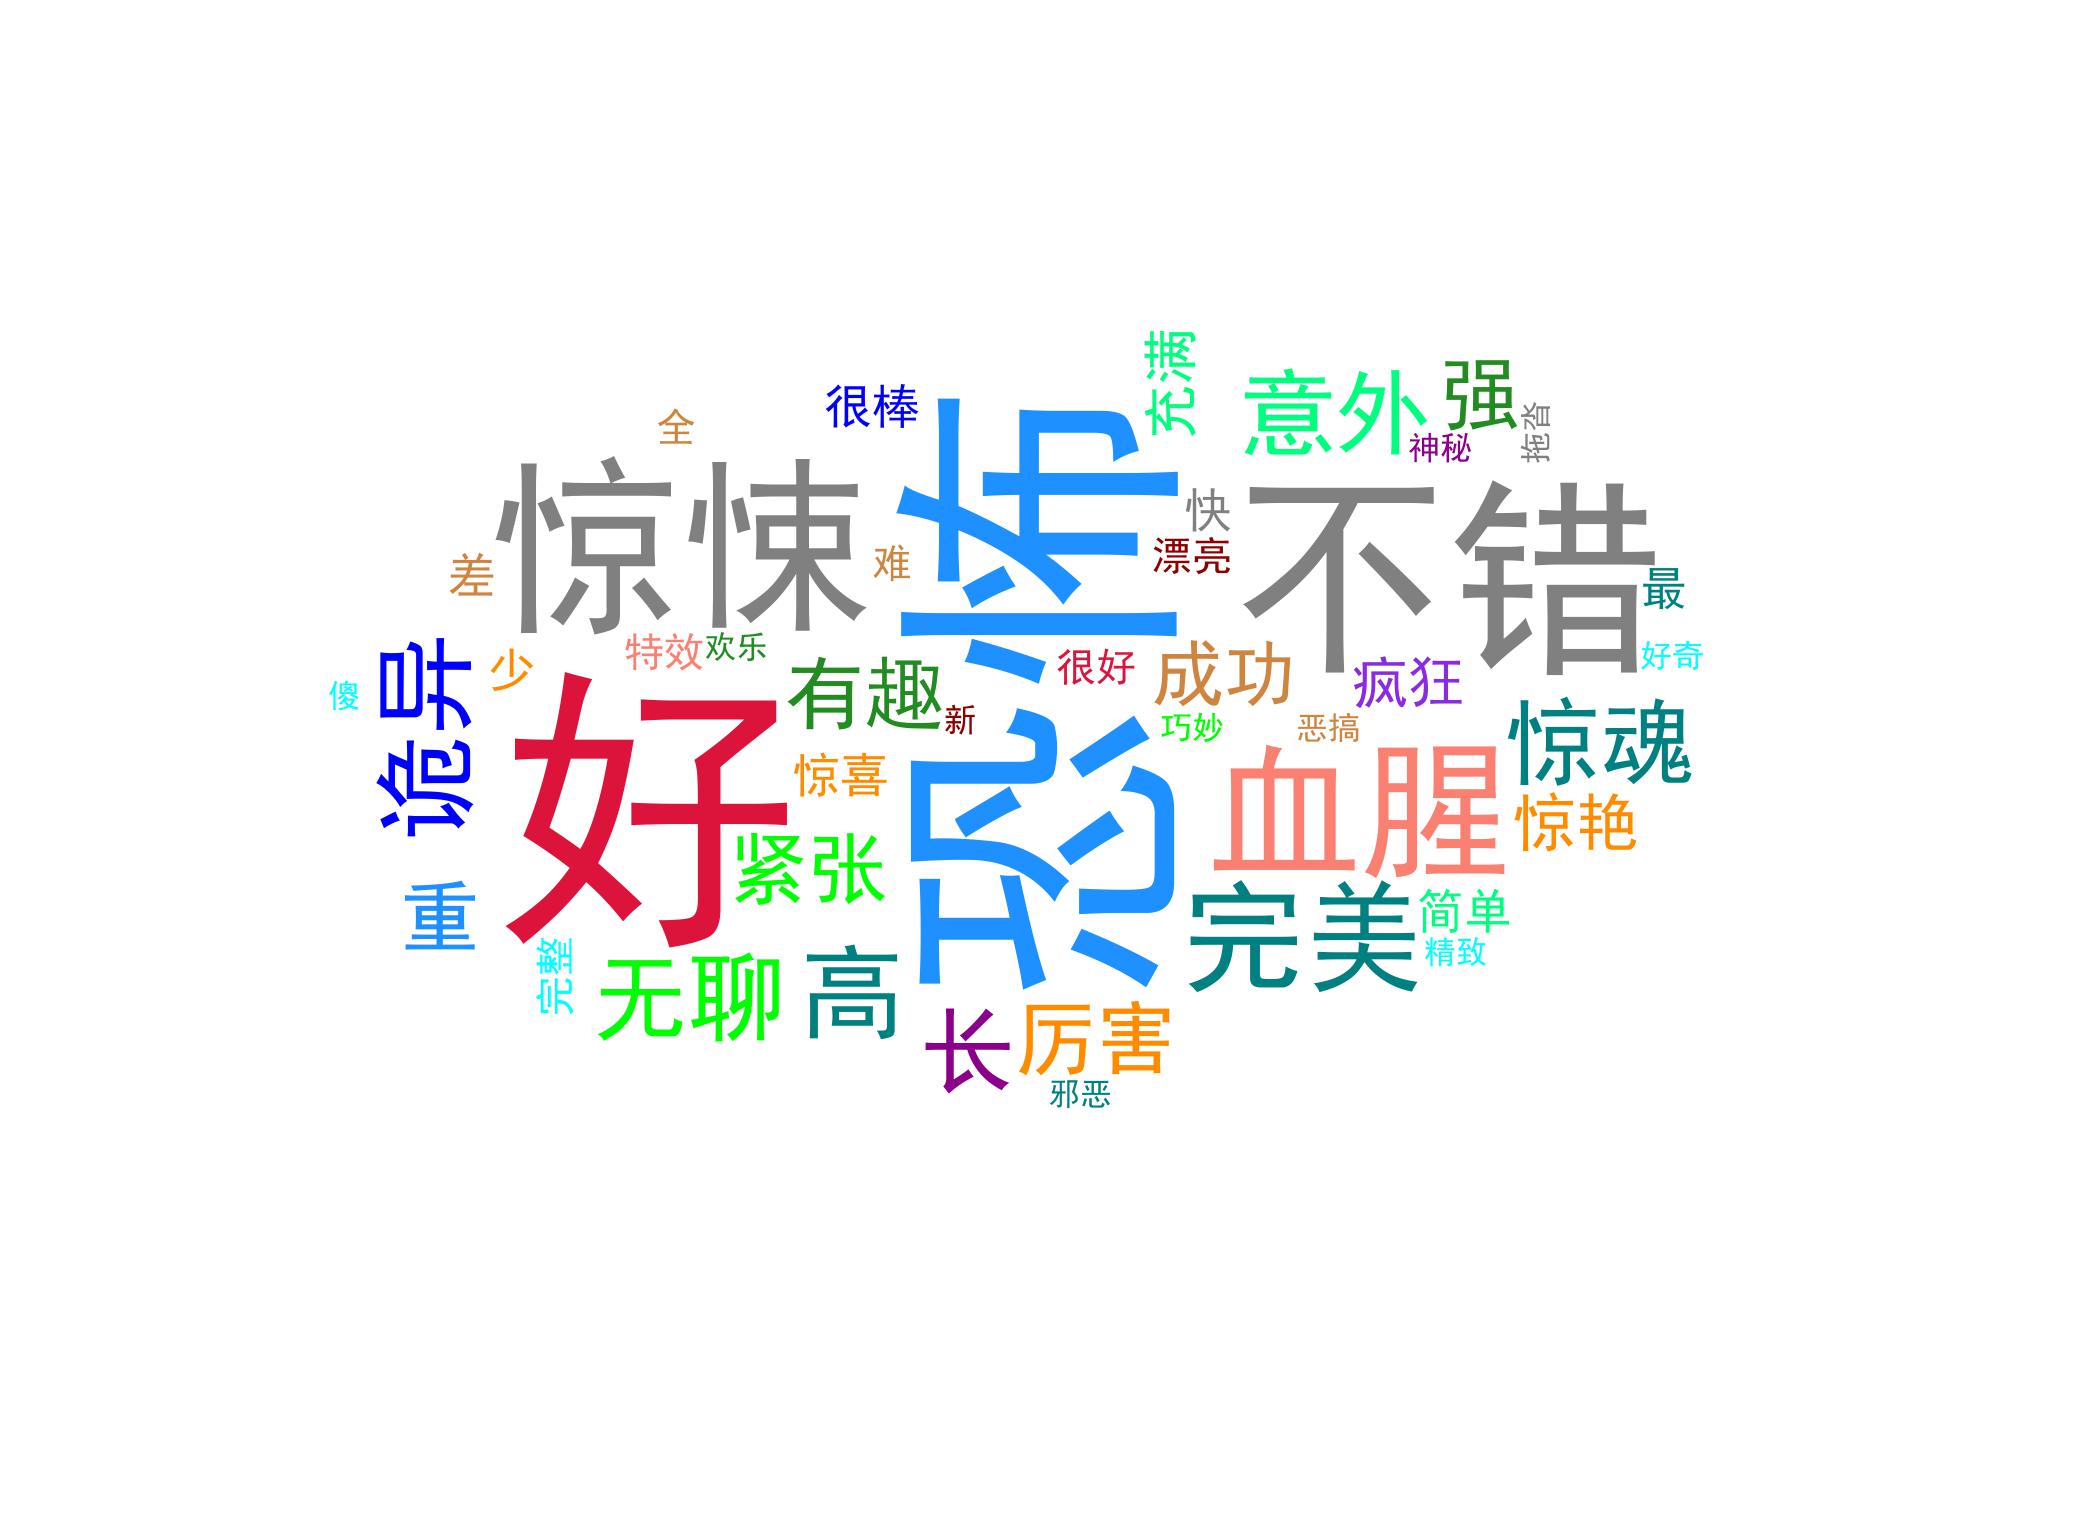 充满
意外
强
很棒
全
神秘
拖沓
惊悚
恐怖
快
不错
漂亮
差
难
最
诡异
少
特效
欢乐
有趣
很好
成功
疯狂
好奇
傻
好
新
巧妙
恶搞
惊魂
惊喜
血腥
惊艳
紧张
重
完美
简单
精致
完整
无聊
高
长
厉害
邪恶